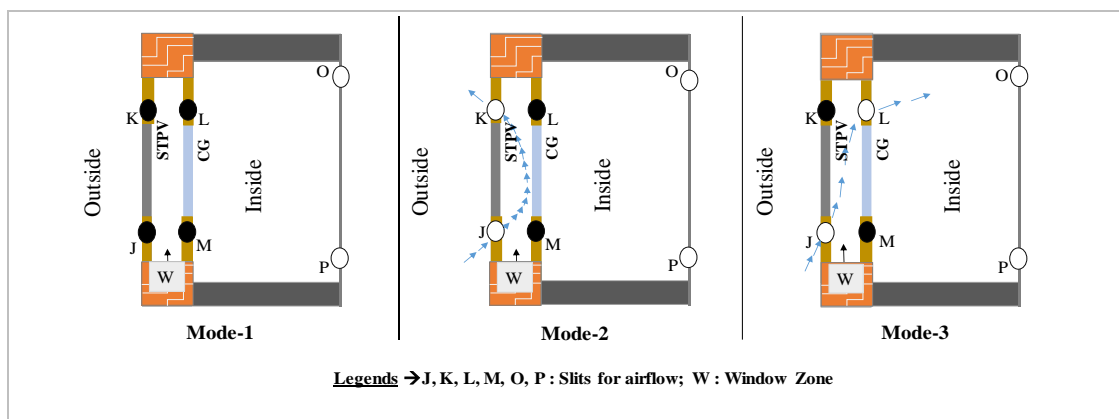 O
K
L
STPV
CG
Outside
Inside
J
M
P
W
Mode-1
O
K
L
STPV
CG
Outside
Inside
J
M
P
W
Mode-2
O
K
L
STPV
CG
Outside
Inside
J
M
P
W
Mode-3
Legends →J, K, L, M, O, P : Slits for airflow; W : Window Zone